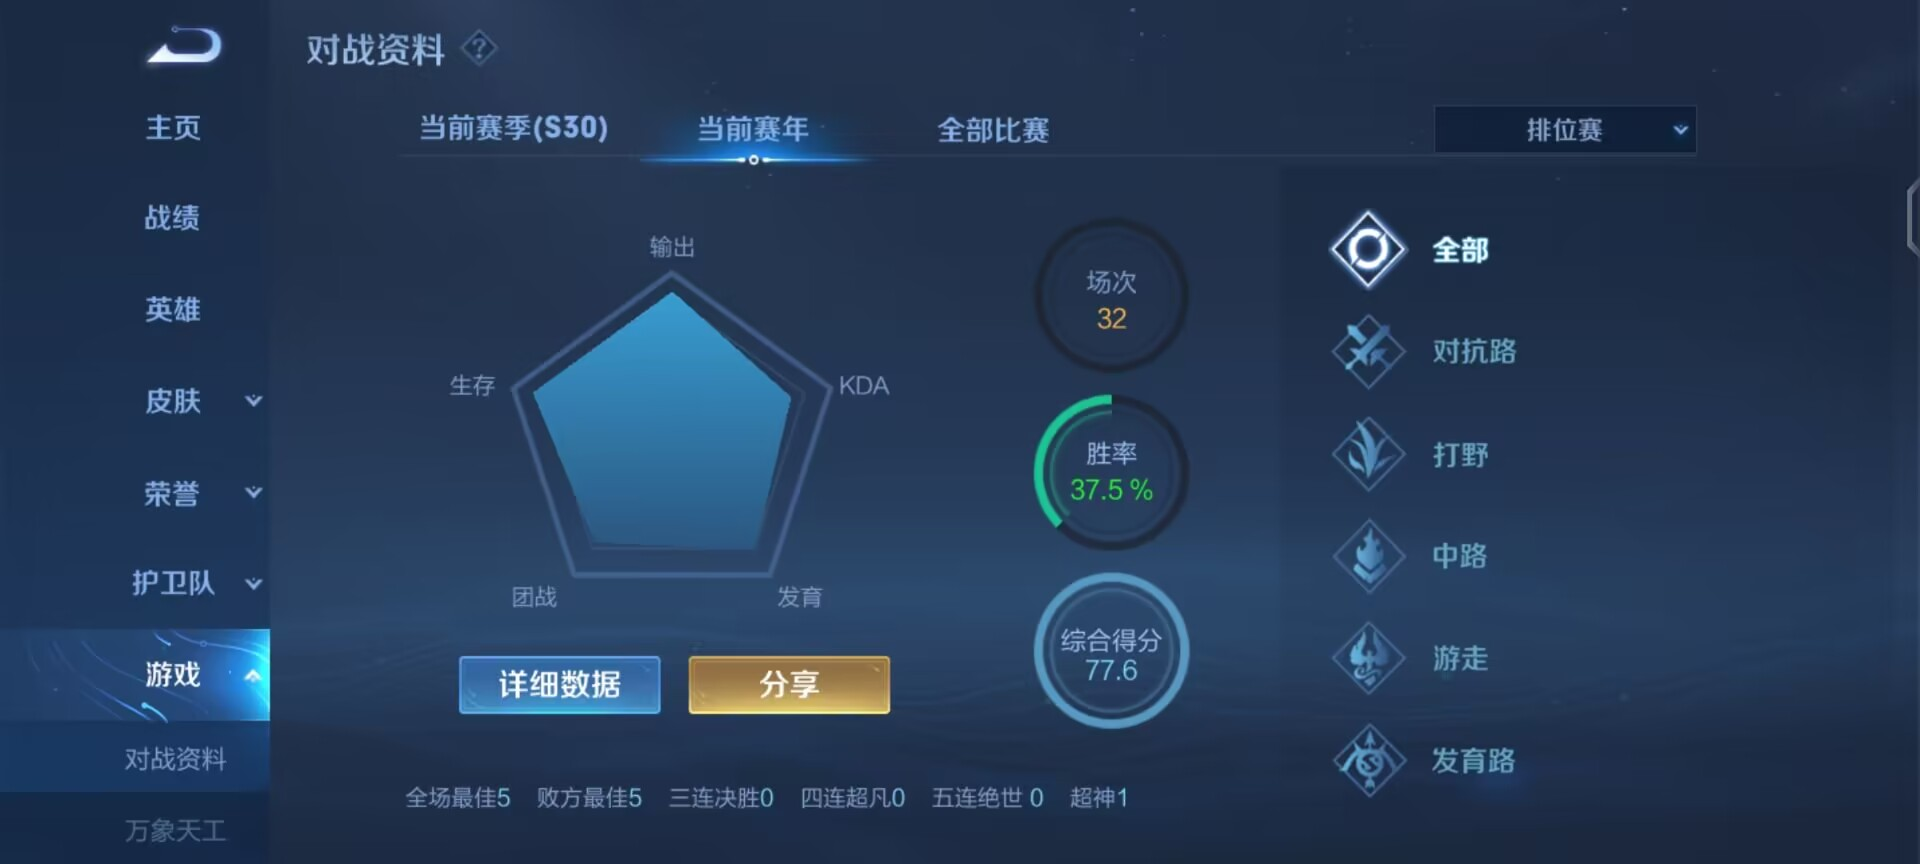 对战资料 ?
主页
战绩
英雄
皮肤
荣誉
护卫队
游戏
对战资料
万象天工
当前赛季(S30)
当前赛年
全部比赛
排位赛
输出
生存
KDA
团战
发育
场次
32
胜率
37.5 %
综合得分
77.6
详细数据
分享
全场最佳5 败方最佳5 三连决胜0 四连超凡0 五连绝世 0 超神1
全部
对抗路
打野
中路
游走
发育路